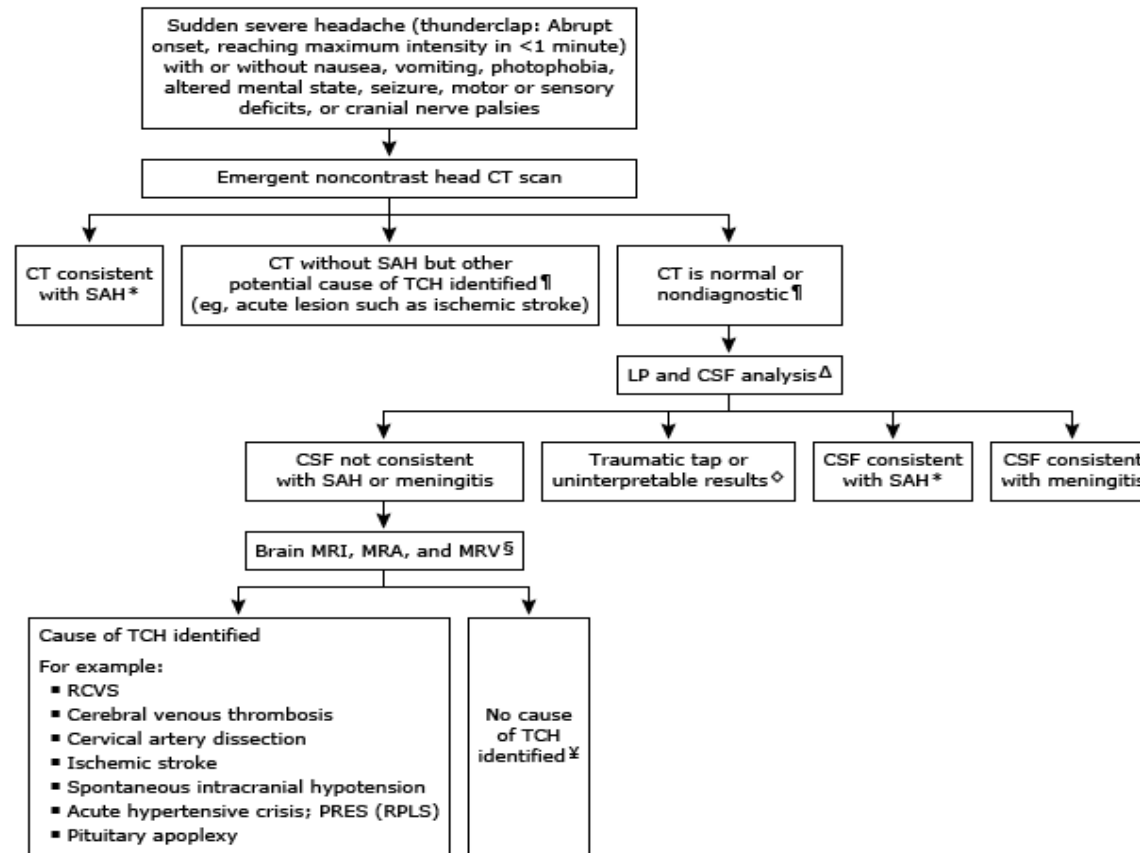 Sudden severe headache (thunderclap: Abrupt
onset, reaching maximum intensity in <1 minute)
with or without nausea, vomiting, photophobia,
altered mental state, seizure, motor or sensory
deficits, or cranial nerve palsies
Emergent noncontrast head CT scan
CT consistent
with SAH*
CT without SAH but other
potential cause of TCH identified¶
(eg, acute lesion such as ischemic stroke)
CT is normal or
nondiagnostic¶
LP and CSF analysisΔ
CSF not consistent
with SAH or meningitis
Traumatic tap or
uninterpretable results◇
CSF consistent
with SAH*
CSF consistent
with meningitis
Brain MRI, MRA, and MRV§
Cause of TCH identified
For example:
▪ RCVS
▪ Cerebral venous thrombosis
▪ Cervical artery dissection
▪ Ischemic stroke
▪ Spontaneous intracranial hypotension
▪ Acute hypertensive crisis; PRES (RPLS)
▪ Pituitary apoplexy
No cause
of TCH
identified¥